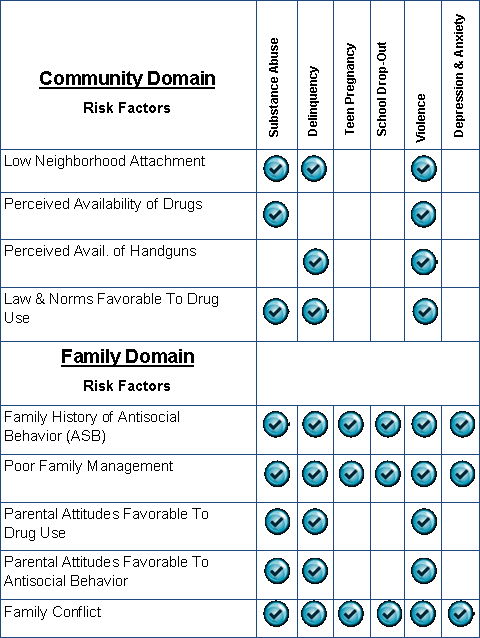 Community Domain
Risk Factors
Substance Abuse
Delinquency
Teen Pregnancy
School Drop-Out
Violence
Depression & Anxiety
Low Neighborhood Attachment
Perceived Availability of Drugs
Perceived Avail. of Handguns
Law & Norms Favorable To Drug
Use
Family Domain
Risk Factors
Family History of Antisocial
Behavior (ASB)
Poor Family Management
Parental Attitudes Favorable To
Drug Use
Parental Attitudes Favorable To
Antisocial Behavior
Family Conflict